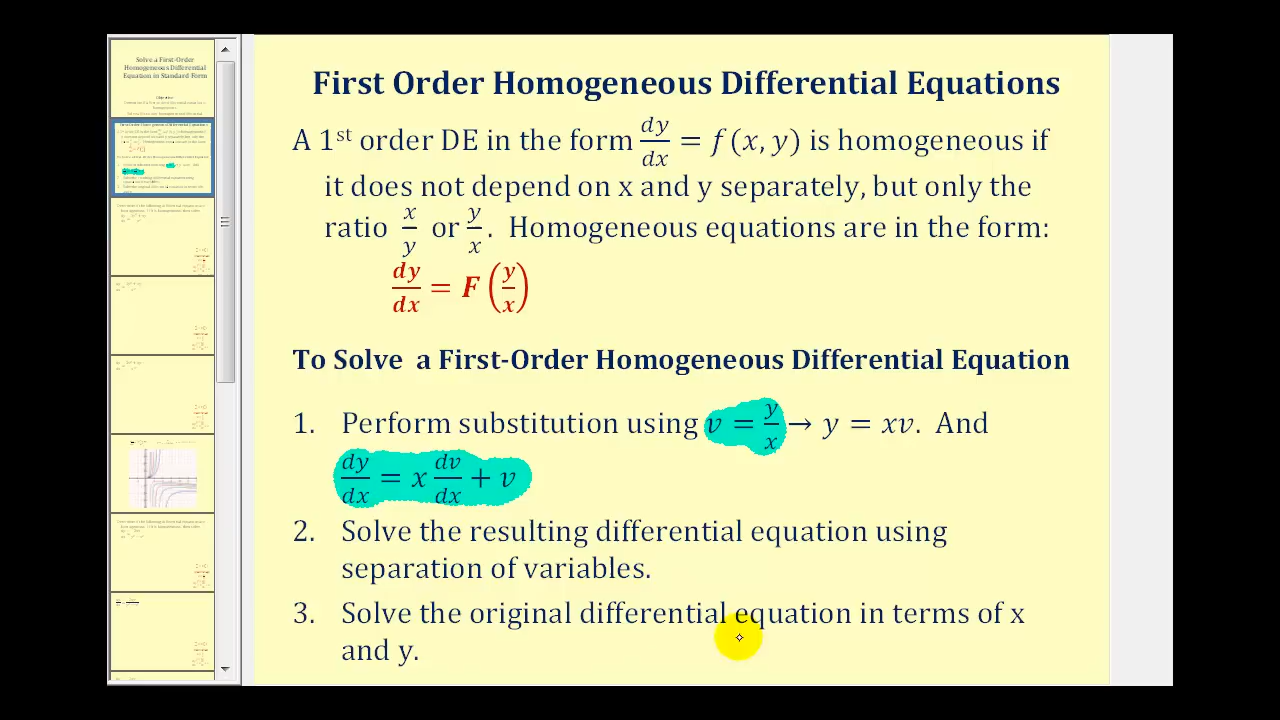 Solve a First-Order
Homogeneous Differential
Equation in Standard Form
First Order Homogeneous Differential Equations
A 1st order DE in the form dy/dx = f(x, y) is homogeneous if
it does not depend on x and y separately, but only the
ratio x/y or y/x. Homogeneous equations are in the form:
dy/dx = F(y/x)
To Solve a First-Order Homogeneous Differential Equation
1. Perform substitution using v = y/x → y = xv. And
dy/dx = x dv/dx + v
2. Solve the resulting differential equation using
separation of variables.
3. Solve the original differential equation in terms of x
and y.